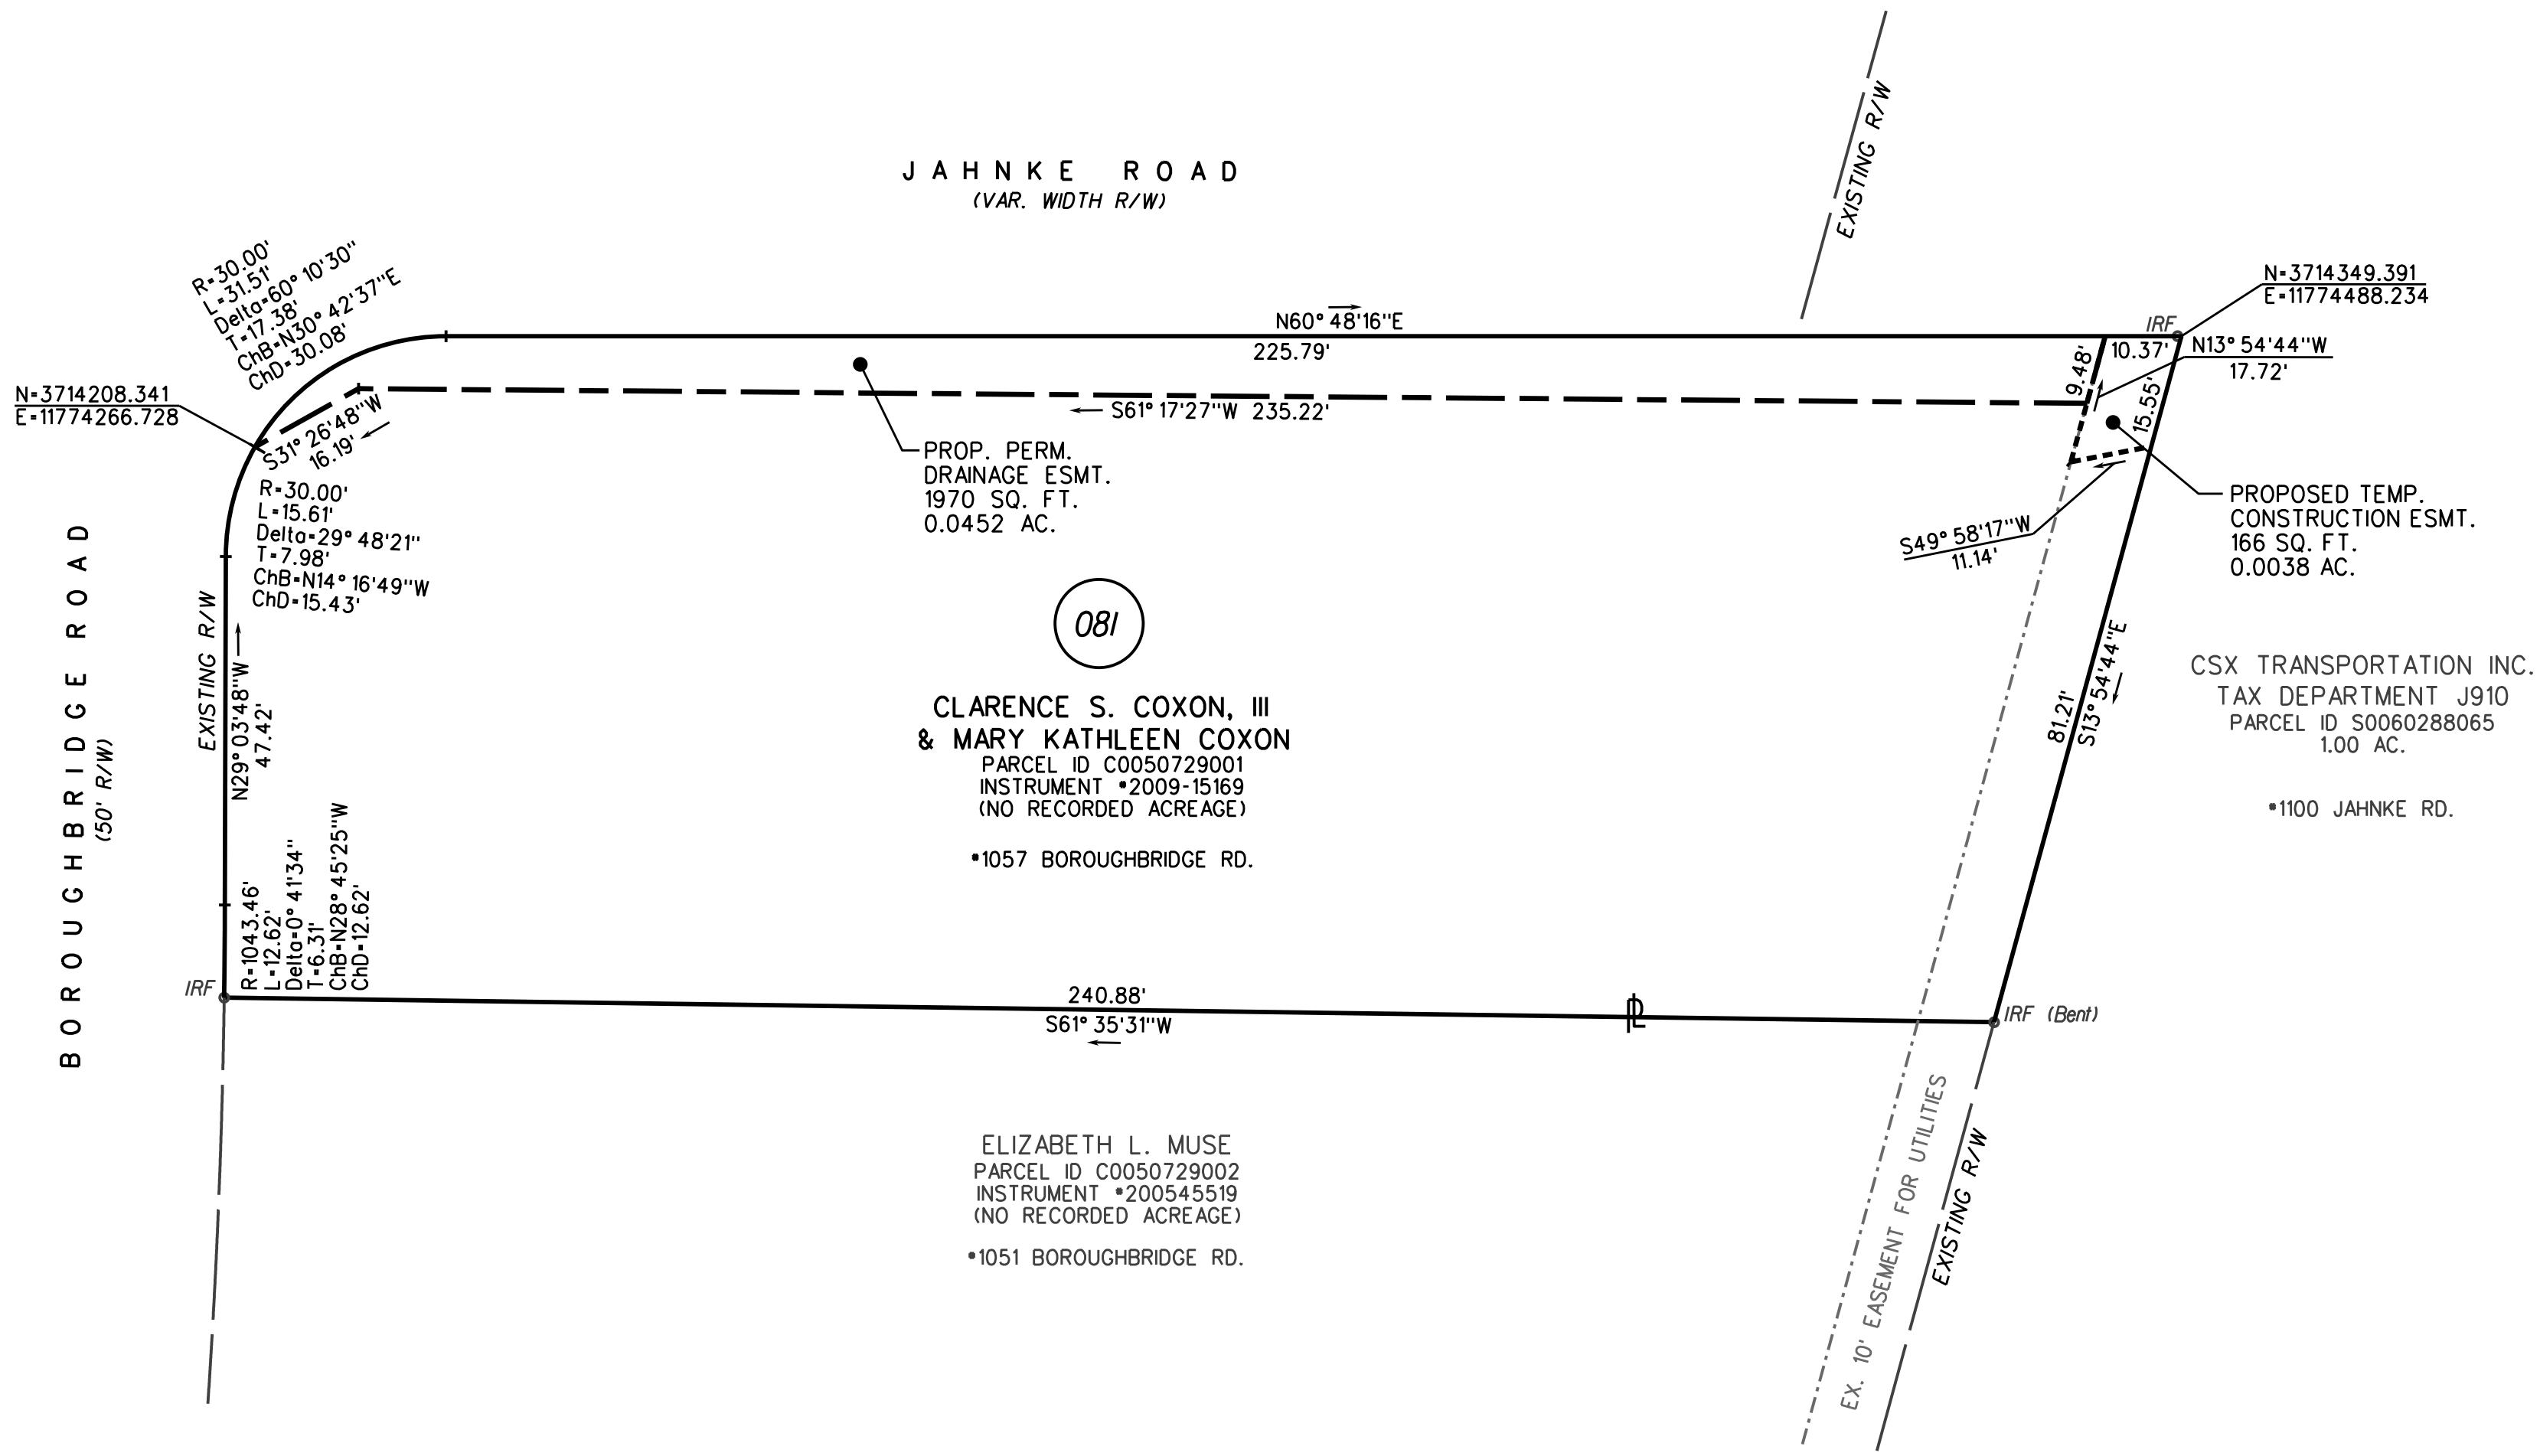 JAHNKE ROAD
(VAR. WIDTH R/W)
EXISTING R/W
R=30.00'
L=31.51'
Delta=60° 10'30"
T=17.38'
ChB=N30° 42'37"E
ChD=30.08'
N=3714349.391
E=11774488.234
IRF
N60° 48'16"E
225.79'
10.37'
N13° 54'44"W
17.72'
9.48'
15.55'
N=3714208.341
E=11774266.728
S31° 26'48"W
16.19'
S61° 17'27"W 235.22'
PROP. PERM.
DRAINAGE ESMT.
1970 SQ. FT.
0.0452 AC.
R=30.00'
L=15.61'
Delta=29° 48'21"
T=7.98'
ChB=N14° 16'49"W
ChD=15.43'
PROPOSED TEMP.
CONSTRUCTION ESMT.
166 SQ. FT.
0.0038 AC.
S49° 58'17"W
11.14'
BOROUGHBRIDGE ROAD
(50' R/W)
EXISTING R/W
N29° 03'48"W
47.42'
081
CLARENCE S. COXON, III
& MARY KATHLEEN COXON
PARCEL ID C0050729001
INSTRUMENT #2009-15169
(NO RECORDED ACREAGE)
#1057 BOROUGHBRIDGE RD.
81.21'
S13° 54'44"E
CSX TRANSPORTATION INC.
TAX DEPARTMENT J910
PARCEL ID S0060288065
1.00 AC.
#1100 JAHNKE RD.
R=1043.46'
L=12.62'
Delta=0° 41'34"
T=6.31'
ChB=N28° 45'25"W
ChD=12.62'
IRF
240.88'
S61° 35'31"W
PL
IRF (Bent)
ELIZABETH L. MUSE
PARCEL ID C0050729002
INSTRUMENT #200545519
(NO RECORDED ACREAGE)
#1051 BOROUGHBRIDGE RD.
EX. 10' EASEMENT FOR UTILITIES
EXISTING R/W